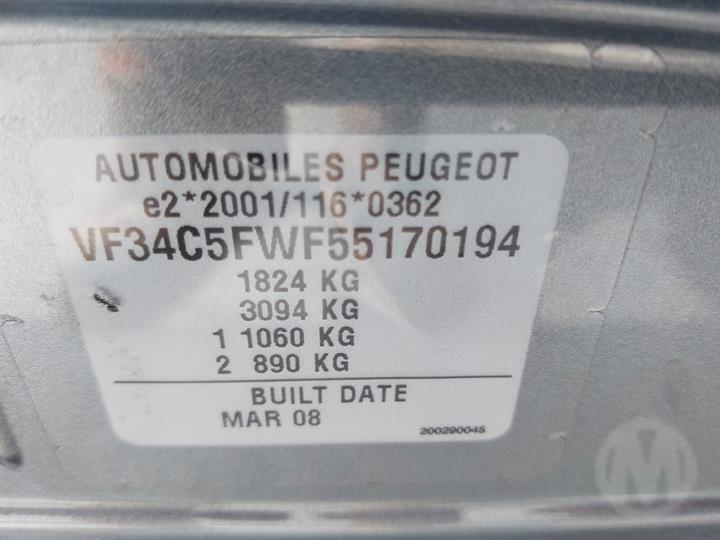 AUTOMOBILES PEUGEOT
e2*2001/116*0362
VF34C5FWF55170194
1824 KG
3094 KG
1 1060 KG
2 890 KG
BUILT DATE
MAR 08
200290045
M